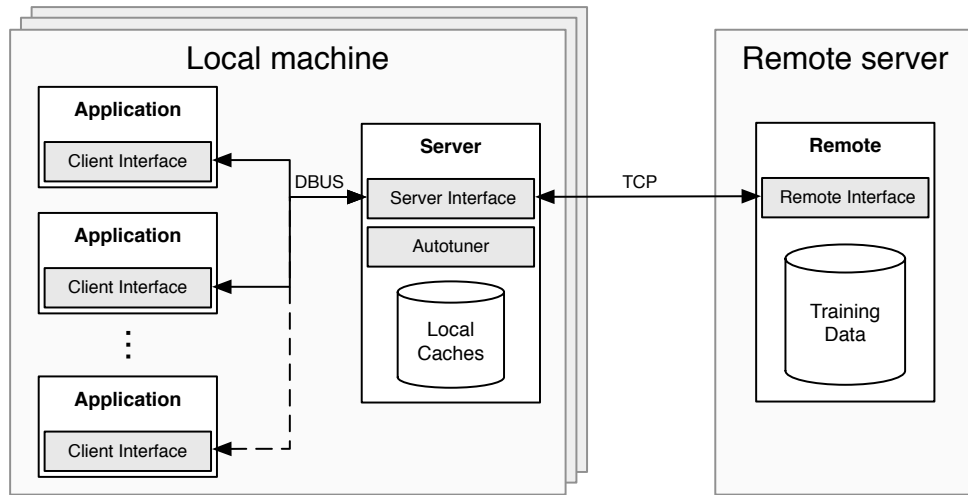 Local machine
Remote server
Application
Client Interface
Application
Client Interface
Application
Client Interface
DBUS
Server
Server Interface
Autotuner
Local
Caches
TCP
Remote
Remote Interface
Training
Data